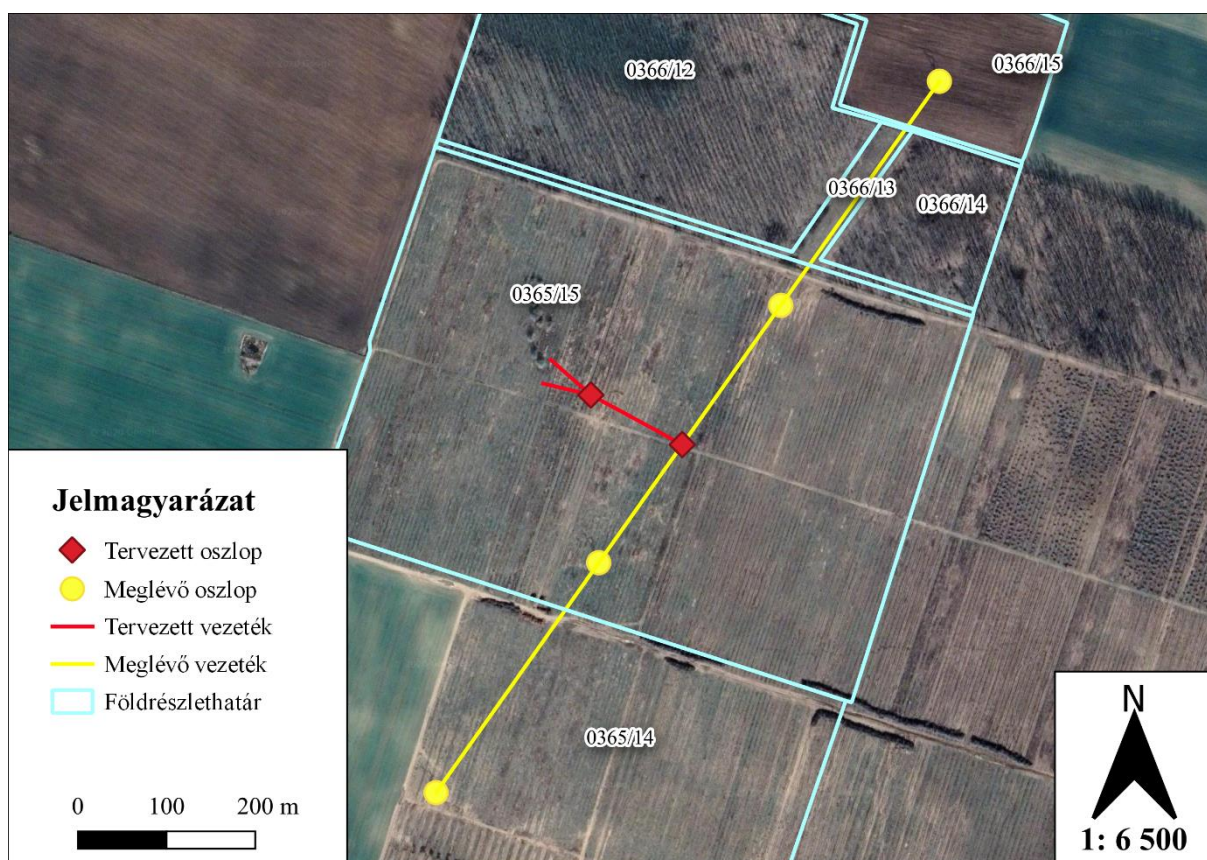 0366/12
0366/15
0366/13
0366/14
0365/15
0365/14
Jelmagyarázat
Tervezett oszlop
Meglévő oszlop
Tervezett vezeték
Meglévő vezeték
Földrészlethatár
0 100 200 m
N
1: 6 500